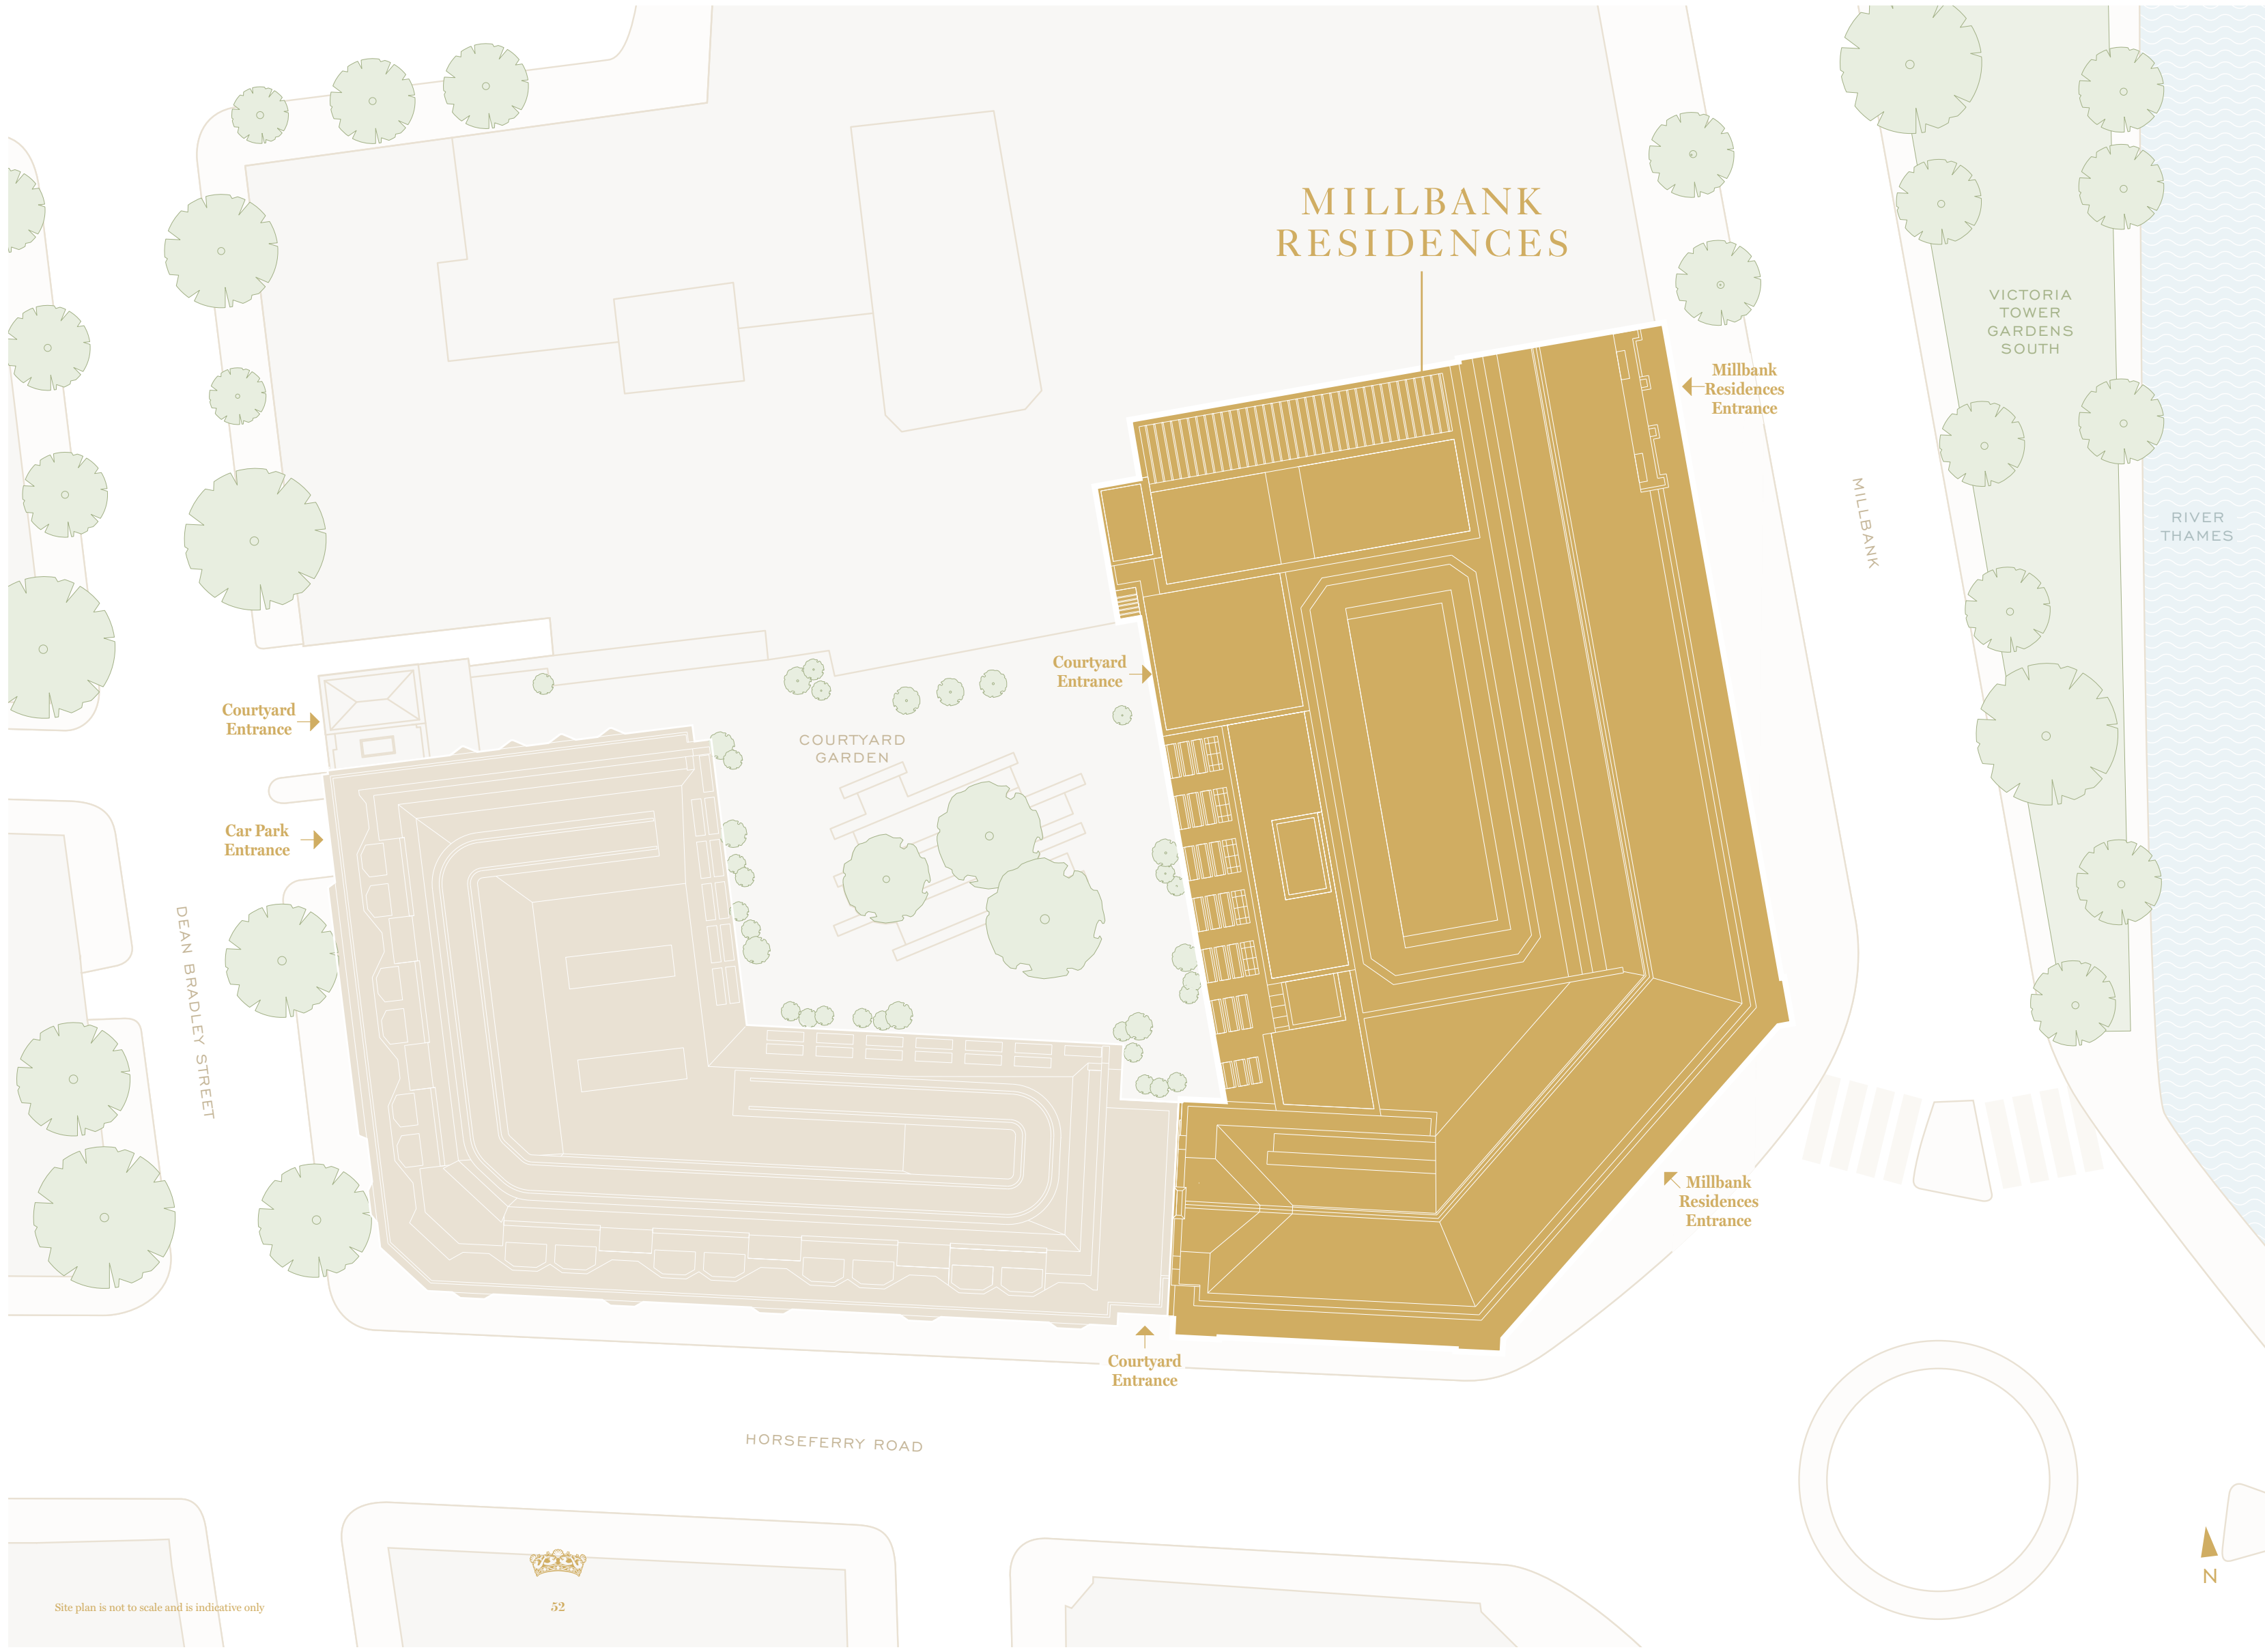 MILLBANK
RESIDENCES
VICTORIA
TOWER
GARDENS
SOUTH
Millbank
Residences
Entrance
MILLBANK
RIVER
THAMES
Courtyard
Entrance
Courtyard
Entrance
COURTYARD
GARDEN
Car Park
Entrance
DEAN BRADLEY STREET
Millbank
Residences
Entrance
Courtyard
Entrance
HORSEFERRY ROAD
N
Site plan is not to scale and is indicative only
52